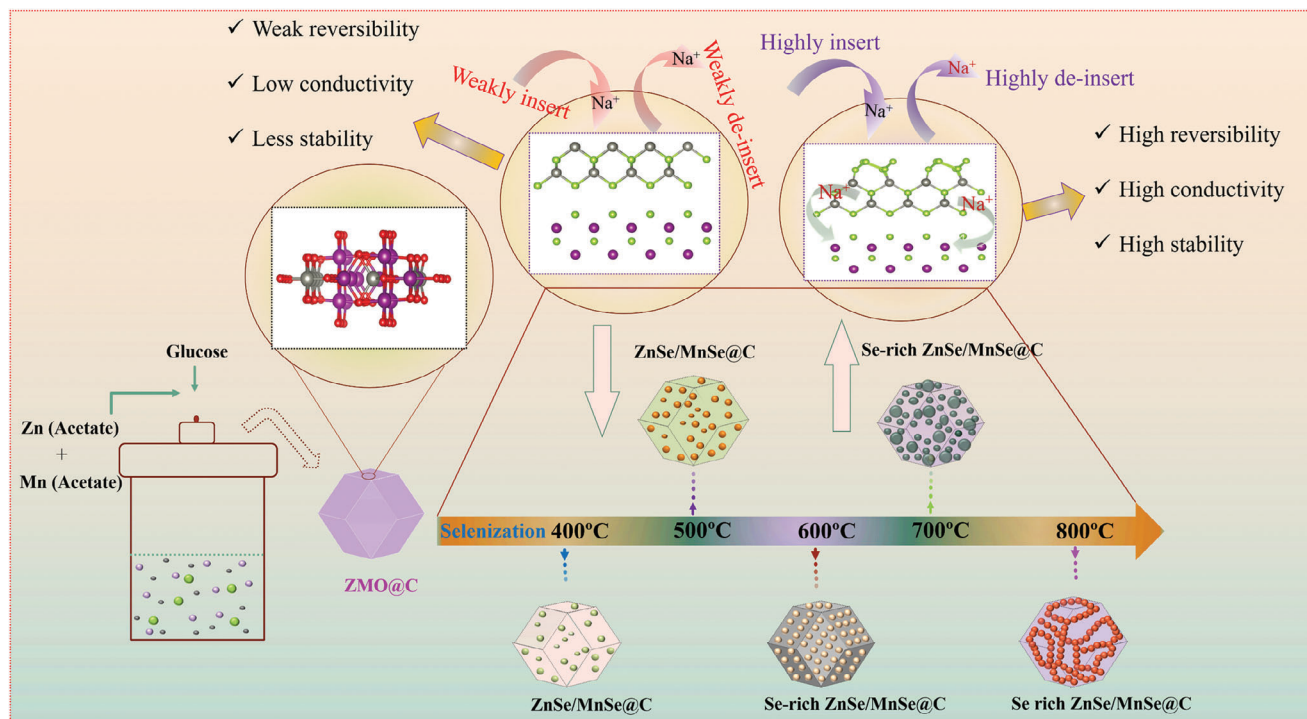 ✓ Weak reversibility
✓ Low conductivity
✓ Less stability
Weakly insert
Na⁺
Na⁺
Weakly de-insert
Highly insert
Na⁺
Na⁺
Highly de-insert
Na⁺
Na⁺
✓ High reversibility
✓ High conductivity
✓ High stability
Glucose
Zn (Acetate)
+
Mn (Acetate)
ZMO@C
ZnSe/MnSe@C
Se-rich ZnSe/MnSe@C
Selenization 400ºC 500ºC 600ºC 700ºC 800ºC
ZnSe/MnSe@C
Se-rich ZnSe/MnSe@C
Se rich ZnSe/MnSe@C